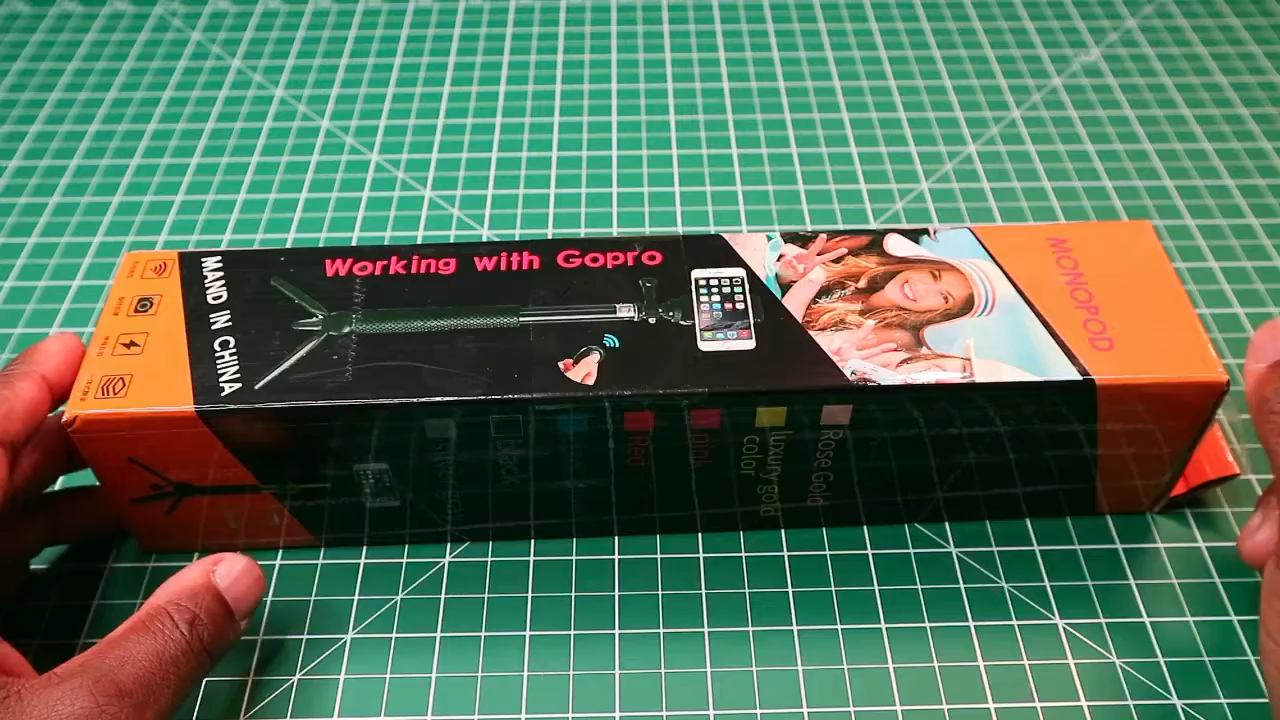 Working with Gopro
MAND IN CHINA
MONOPOD
black
Red
pink
luxury gold
color
Rose Gold